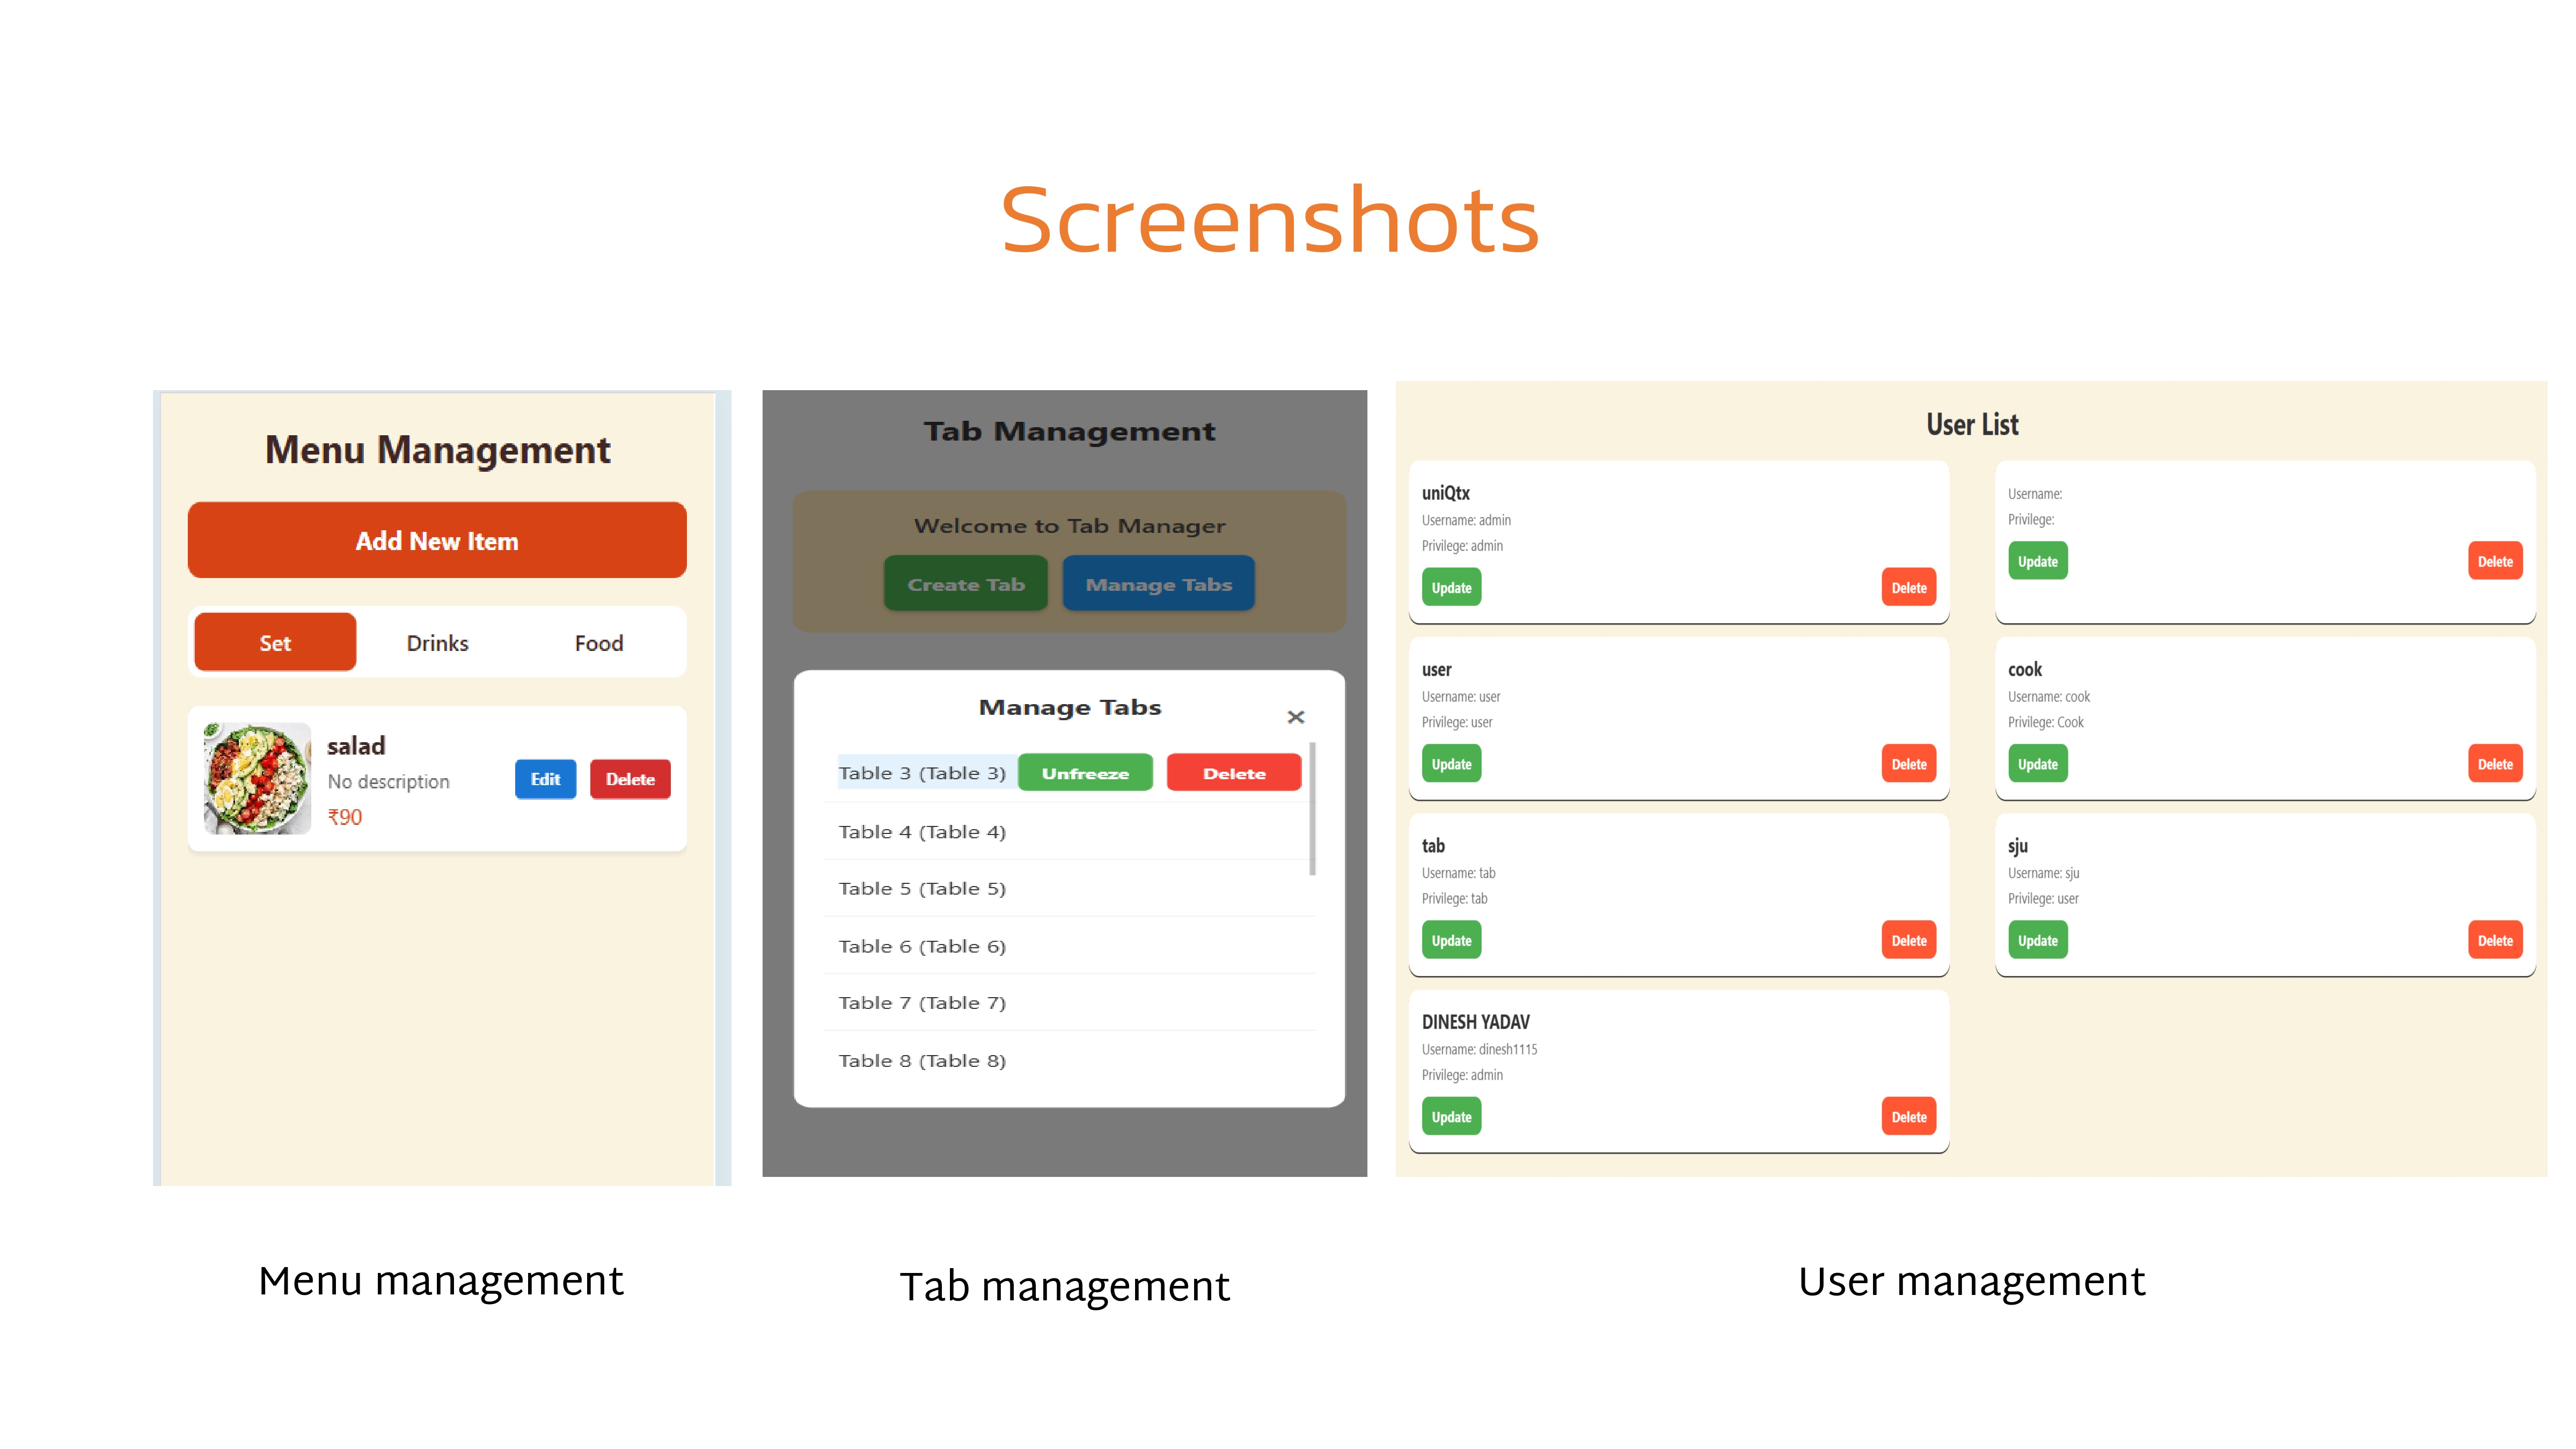 Screenshots
Menu Management
Add New Item
Set Drinks Food
salad
No description
₹90
Edit Delete
Menu management
Tab Management
Welcome to Tab Manager
Create Tab Manage Tabs
Manage Tabs ×
Table 3 (Table 3) Unfreeze Delete
Table 4 (Table 4)
Table 5 (Table 5)
Table 6 (Table 6)
Table 7 (Table 7)
Table 8 (Table 8)
Tab management
User List
uniQtx
Username: admin
Privilege: admin
Update Delete
Username:
Privilege:
Update Delete
user
Username: user
Privilege: user
Update Delete
cook
Username: cook
Privilege: Cook
Update Delete
tab
Username: tab
Privilege: tab
Update Delete
sju
Username: sju
Privilege: user
Update Delete
DINESH YADAV
Username: dinesh1115
Privilege: admin
Update Delete
User management